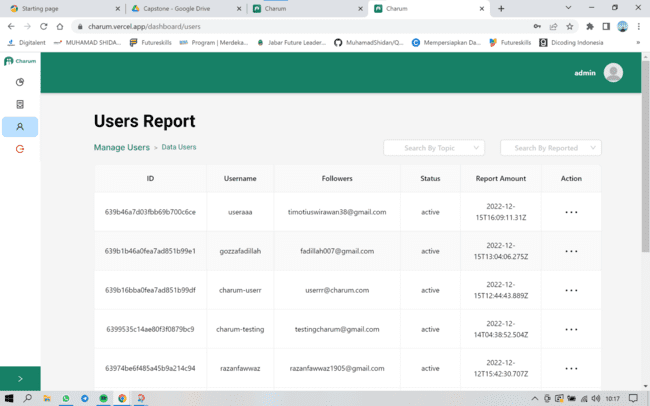 Starting page
Capstone - Google Drive
Charum
Charum
charum.vercel.app/dashboard/users
Digitalent
MUHAMAD SHIDA...
Futureskills
Program | Merdeka...
Jabar Future Leader...
MuhamadShidan/Q...
Mempersiapkan Da...
Futureskills
Dicoding Indonesia
Charum
admin
Users Report
Manage Users > Data Users
Search By Topic
Search By Reported
ID Username Followers Status Report Amount Action
639b46a7d03fbb69b700c6ce useraaa timotiuswirawan38@gmail.com active 2022-12-
15T16:09:11.31Z
639b1b46a0fea7ad851b99e1 gozzafadillah fadillah007@gmail.com active 2022-12-
15T13:04:06.275Z
639b16bba0fea7ad851b99df charum-userr userrr@charum.com active 2022-12-
15T12:44:43.889Z
6399535c14ae80f3f0879bc9 charum-testing testingcharum@gmail.com active 2022-12-
14T04:38:52.504Z
63974be6f485a45b9a214c94 razanfawwaz razanfawwaz1905@gmail.com active 2022-12-
12T15:42:30.707Z
10:17